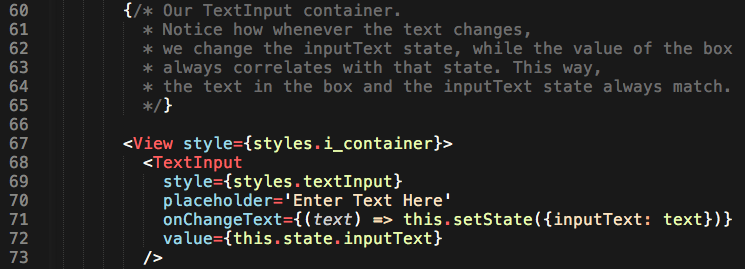 60 {/* Our TextInput container.
61 * Notice how whenever the text changes,
62 * we change the inputText state, while the value of the box
63 * always correlates with that state. This way,
64 * the text in the box and the inputText state always match.
65 */}
66
67 <View style={styles.i_container}>
68 <TextInput
69 style={styles.textInput}
70 placeholder='Enter Text Here'
71 onChangeText={(text) => this.setState({inputText: text})}
72 value={this.state.inputText}
73 />